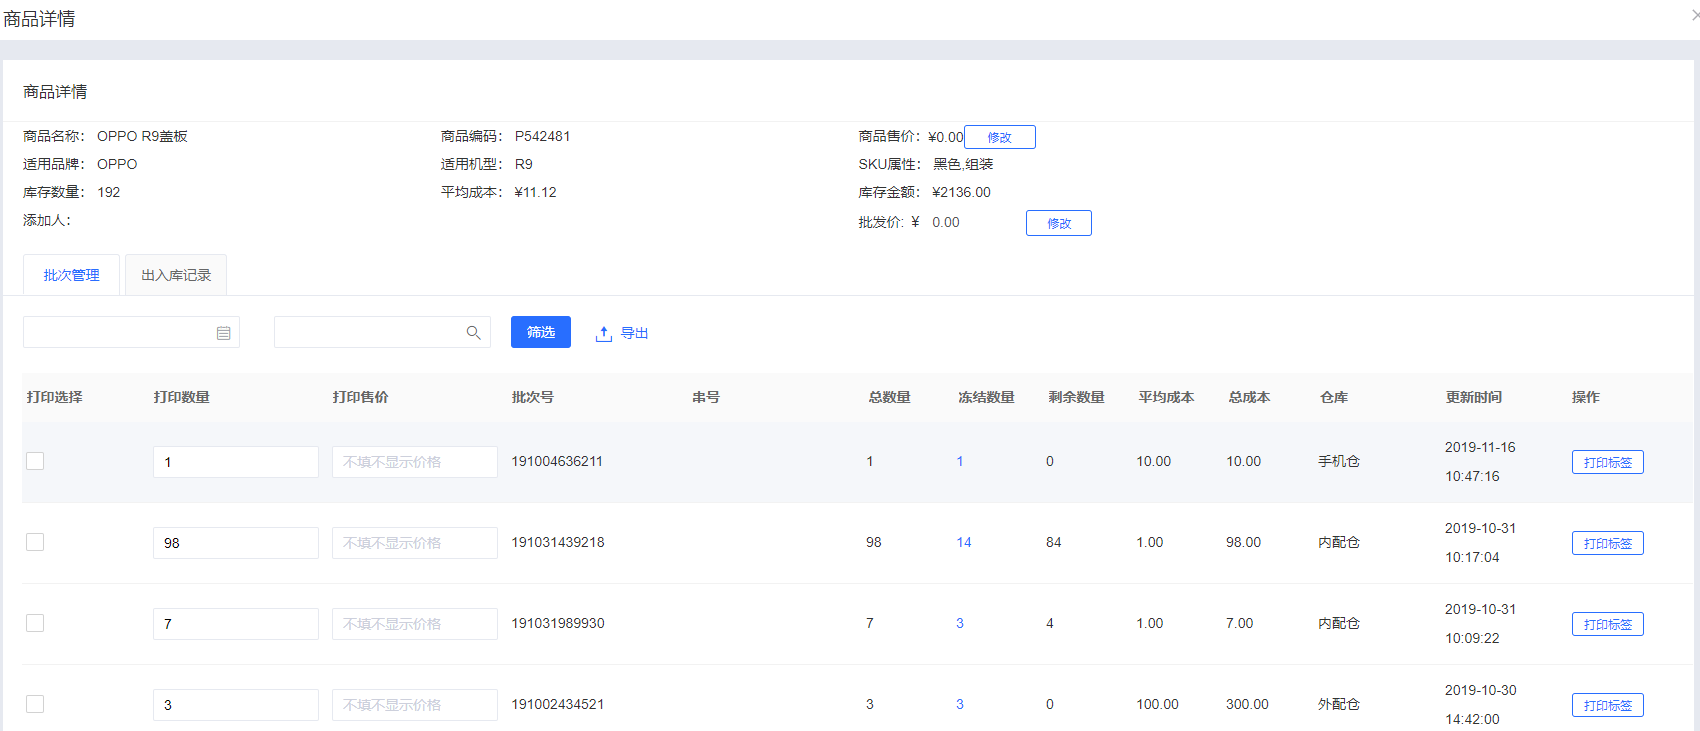 商品详情
商品详情
商品名称： OPPO R9盖板 商品编码： P542481 商品售价： ¥0.00 修改
适用品牌： OPPO 适用机型： R9 SKU属性： 黑色,组装
库存数量： 192 平均成本： ¥11.12 库存金额： ¥2136.00
添加人： 批发价: ¥ 0.00 修改
批次管理 出入库记录
筛选 导出
打印选择 打印数量 打印售价 批次号 串号 总数量 冻结数量 剩余数量 平均成本 总成本 仓库 更新时间 操作
1 不填不显示价格 191004636211 1 1 0 10.00 10.00 手机仓 2019-11-16 10:47:16 打印标签
98 不填不显示价格 191031439218 98 14 84 1.00 98.00 内配仓 2019-10-31 10:17:04 打印标签
7 不填不显示价格 191031989930 7 3 4 1.00 7.00 内配仓 2019-10-31 10:09:22 打印标签
3 不填不显示价格 191002434521 3 3 0 100.00 300.00 外配仓 2019-10-30 14:42:00 打印标签